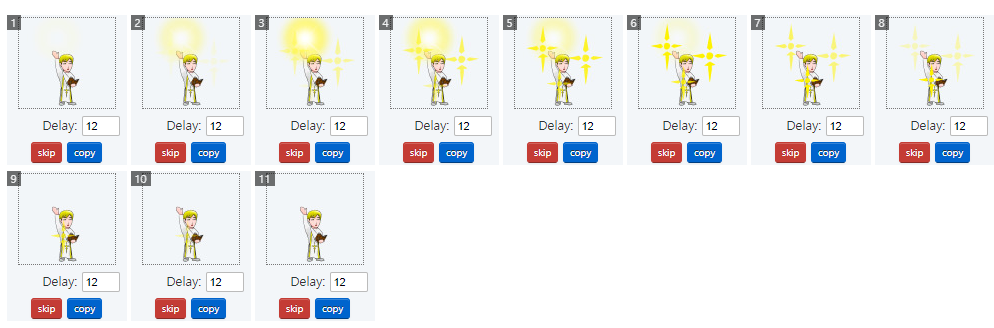 1 2 3 4 5 6 7 8
Delay: 12 Delay: 12 Delay: 12 Delay: 12 Delay: 12 Delay: 12 Delay: 12 Delay: 12
skip copy skip copy skip copy skip copy skip copy skip copy skip copy skip copy
9 10 11
Delay: 12 Delay: 12 Delay: 12
skip copy skip copy skip copy